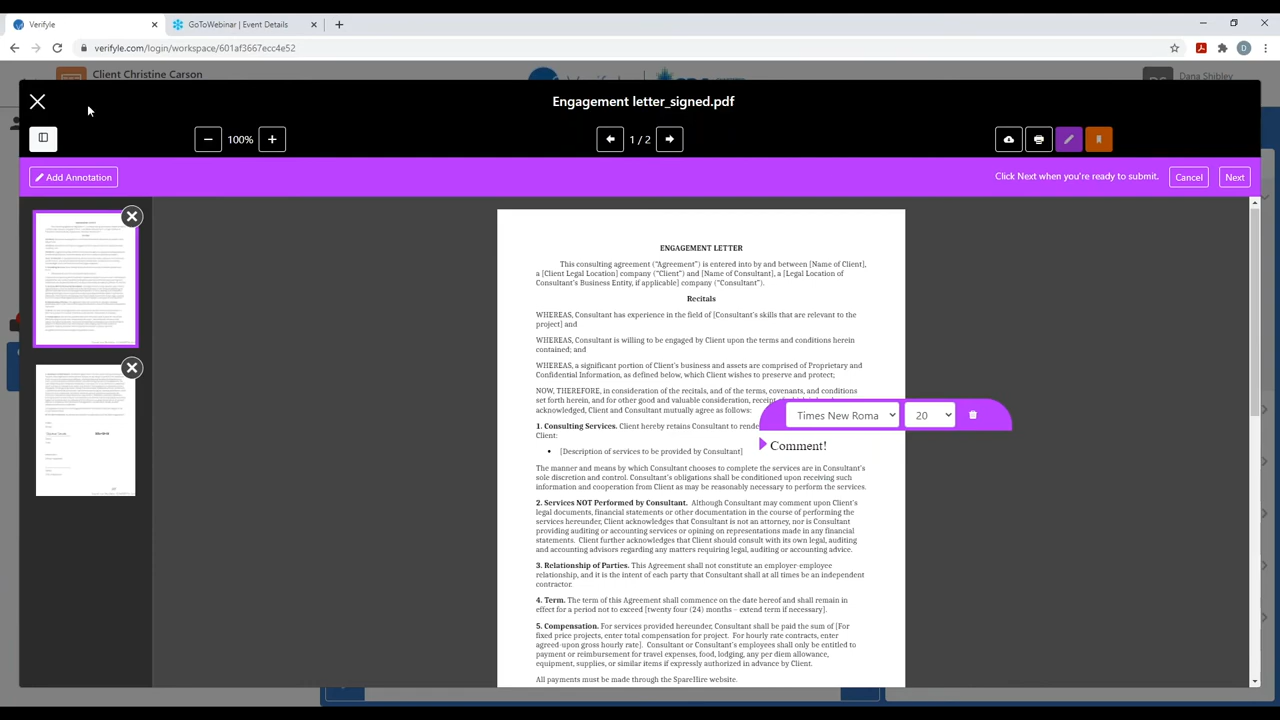 Verifyle
GoToWebinar | Event Details
verifyle.com/login/workspace/601af3667ecc4e52
D
Client Christine Carson
Dana Shibley
Engagement letter_signed.pdf
100%
1 / 2
Add Annotation
Click Next when you're ready to submit.
Cancel
Next
ENGAGEMENT LETTER
This consulting agreement ("Agreement") is entered into by and between [Name of Client],
a [Client Legal Location] company ("Client") and [Name of Consultant], a [Legal Location of
Consultant's Business Entity, if applicable] company ("Consultant").
Recitals
WHEREAS, Consultant has experience in the field of [Consultant's skills that are relevant to the
project] and
WHEREAS, Consultant is willing to be engaged by Client upon the terms and conditions herein
contained; and
WHEREAS, a significant portion of Client's business and assets are comprised of Proprietary and
Confidential Information, as defined below, which Client wishes to preserve and protect,
NOW, THEREFORE, in consideration of the recitals, and of the terms, covenants, and conditions
set forth herein, and for other good and valuable consideration, receipt of which is hereby
acknowledged, Client and Consultant mutually agree as follows:
Times New Roma
20
1. Consulting Services. Client hereby retains Consultant to rende
Client:
Comment!
• [Description of services to be provided by Consultant]
The manner and means by which Consultant chooses to complete the services are in Consultant's
sole discretion and control. Consultant's obligations shall be conditioned upon receiving such
information and cooperation from Client as may be reasonably necessary to perform the services.
2. Services NOT Performed by Consultant. Although Consultant may comment upon Client's
legal documents, financial statements or other documentation in the course of performing the
services hereunder, Client acknowledges that Consultant is not an attorney, nor is Consultant
providing auditing or accounting services or opining on representations made in any financial
statements. Client further acknowledges that Client should consult with its own legal, auditing
and accounting advisors regarding any matters requiring legal, auditing or accounting advice.
3. Relationship of Parties. This Agreement shall not constitute an employer-employee
relationship, and it is the intent of each party that Consultant shall at all times be an independent
contractor.
4. Term. The term of this Agreement shall commence on the date hereof and shall remain in
effect for a period not to exceed [twenty four (24) months – extend term if necessary].
5. Compensation. For services provided hereunder, Consultant shall be paid the sum of [For
fixed price projects, enter total compensation for project. For hourly rate contracts, enter
agreed-upon gross hourly rate]. Consultant or Consultant's employees shall only be entitled to
payment or reimbursement for travel expenses, food, lodging, any per diem allowance,
equipment, supplies, or similar items if expressly authorized in advance by Client.
All payments must be made through the SpareHire website.